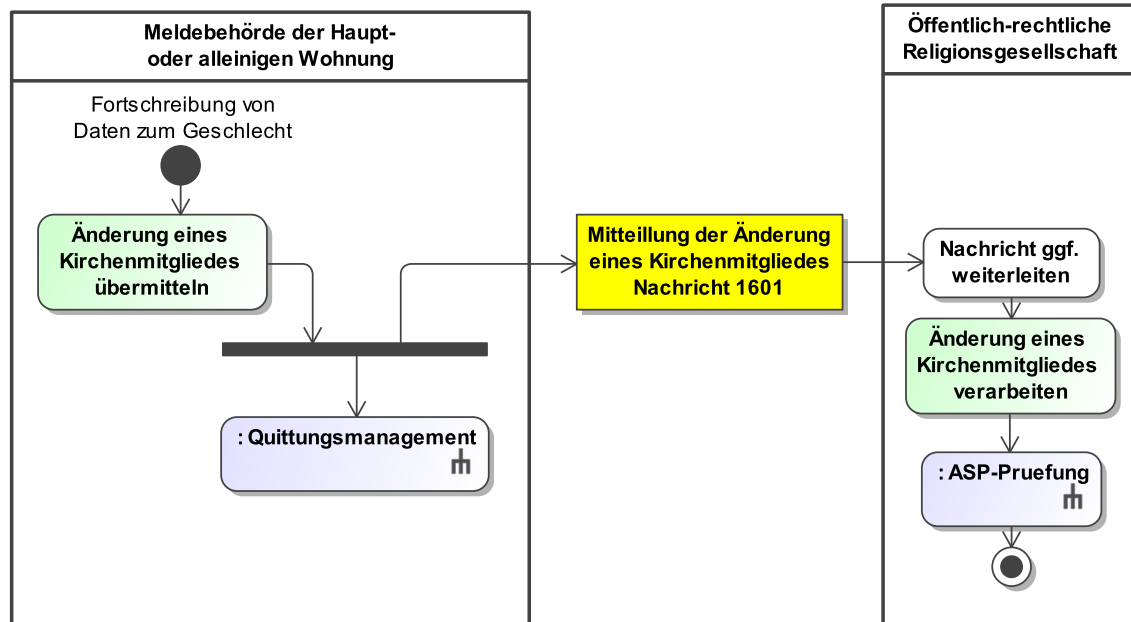 Meldebehörde der Haupt-
oder alleinigen Wohnung
Öffentlich-rechtliche
Religionsgesellschaft
Fortschreibung von
Daten zum Geschlecht
Änderung eines
Kirchenmitgliedes
übermitteln
Mitteillung der Änderung
eines Kirchenmitgliedes
Nachricht 1601
Nachricht ggf.
weiterleiten
Änderung eines
Kirchenmitgliedes
verarbeiten
: Quittungsmanagement
: ASP-Pruefung